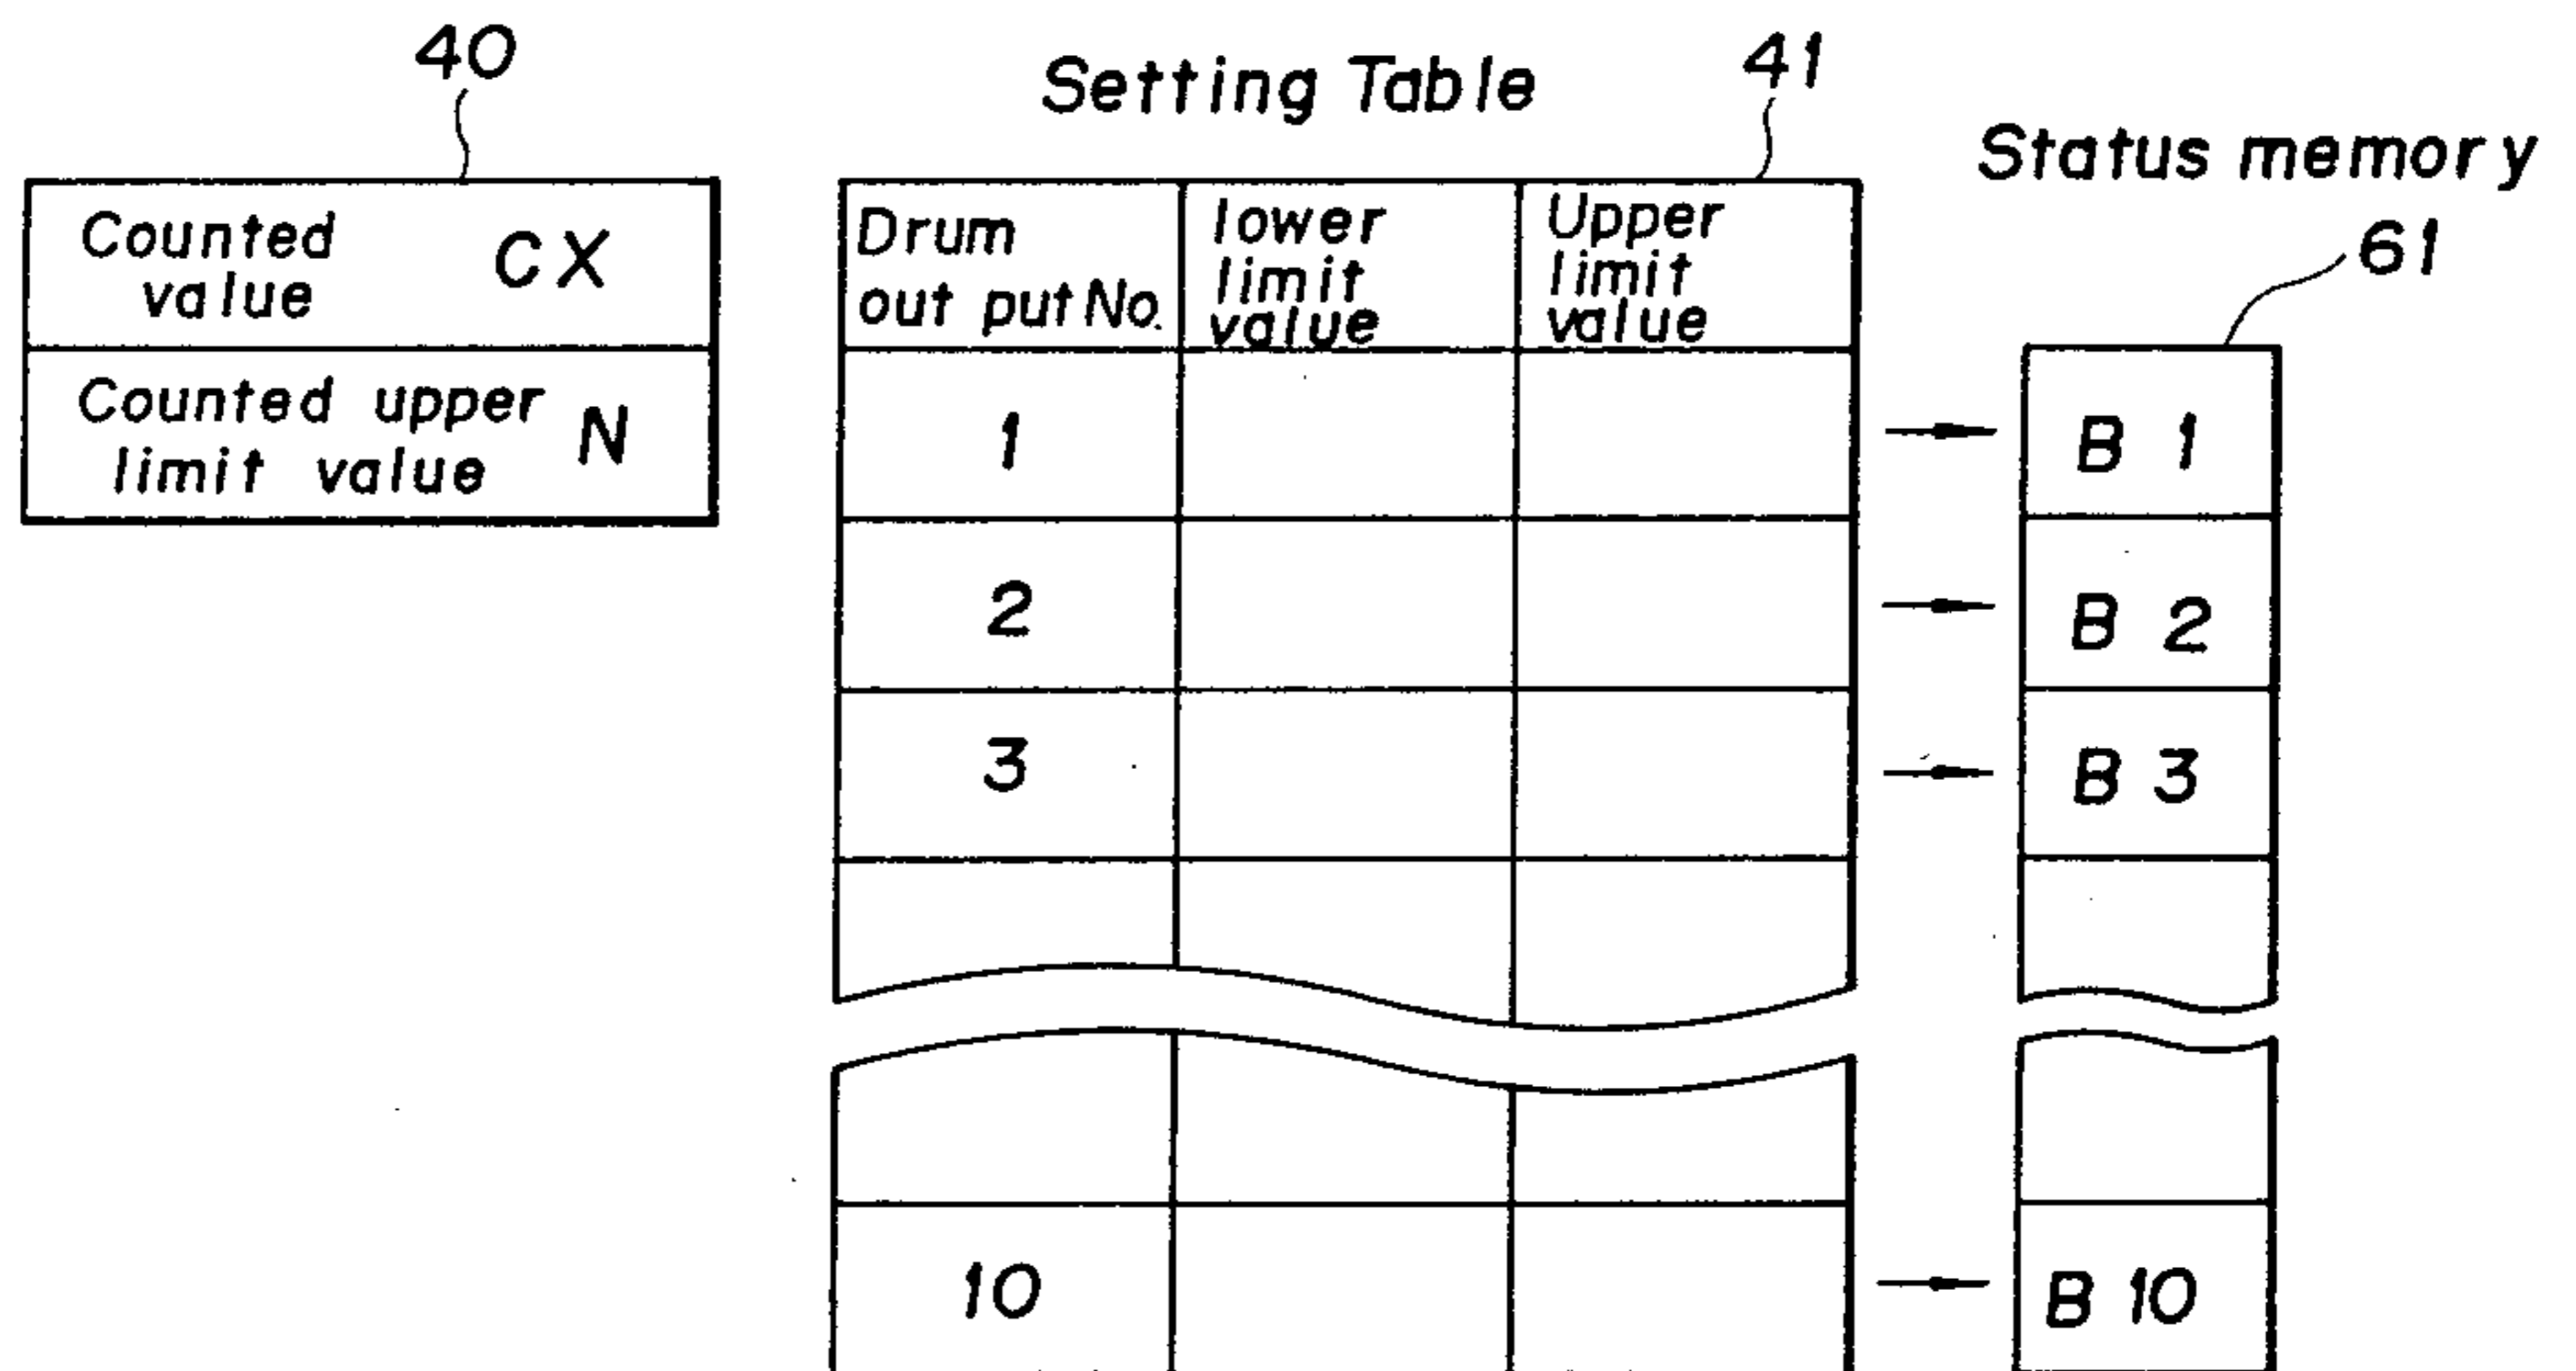 40
Counted
value
CX
Counted upper
limit value
N
Setting Table
41
Drum
out put No.
lower
limit
value
Upper
limit
value
1
2
3
10
Status memory
61
B 1
B 2
B 3
B 10